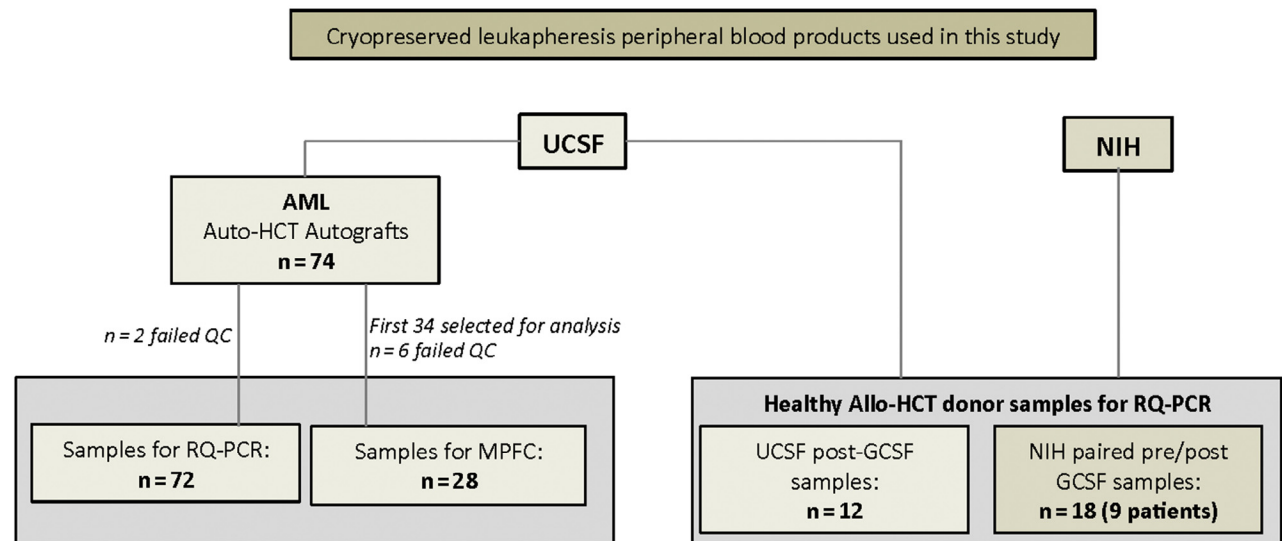 Cryopreserved leukapheresis peripheral blood products used in this study
UCSF
NIH
AML
Auto-HCT Autografts
n = 74
n = 2 failed QC
First 34 selected for analysis
n = 6 failed QC
Samples for RQ-PCR:
n = 72
Samples for MPFC:
n = 28
Healthy Allo-HCT donor samples for RQ-PCR
UCSF post-GCSF
samples:
n = 12
NIH paired pre/post
GCSF samples:
n = 18 (9 patients)